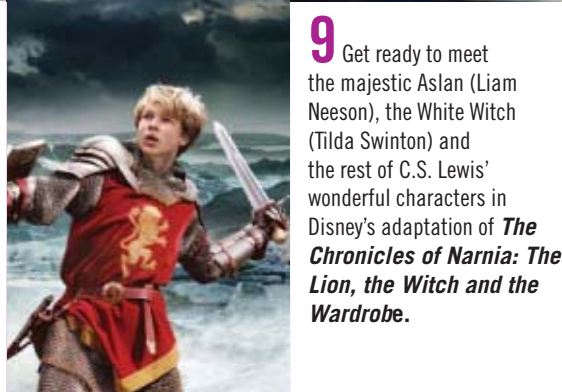 9 Get ready to meet
the majestic Aslan (Liam
Neeson), the White Witch
(Tilda Swinton) and
the rest of C.S. Lewis'
wonderful characters in
Disney's adaptation of The
Chronicles of Narnia: The
Lion, the Witch and the
Wardrobe.